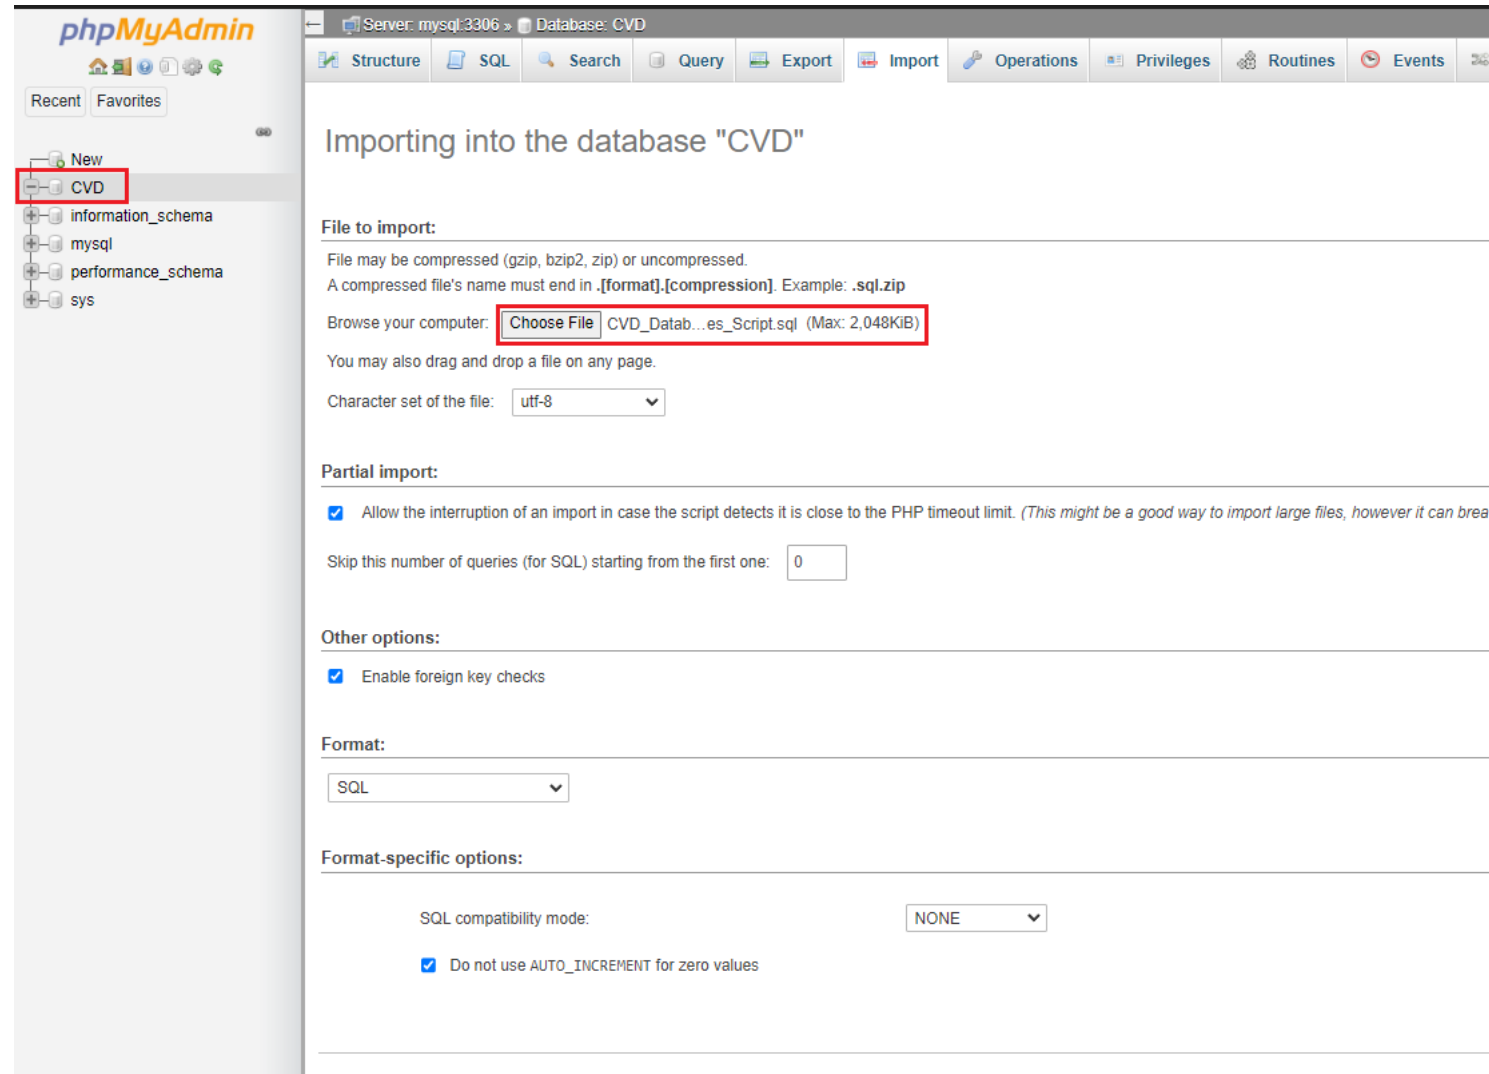 phpMyAdmin
Recent Favorites
New
CVD
information_schema
mysql
performance_schema
sys
Server: mysql:3306 » Database: CVD
Structure SQL Search Query Export Import Operations Privileges Routines Events
Importing into the database "CVD"
File to import:
File may be compressed (gzip, bzip2, zip) or uncompressed.
A compressed file's name must end in .[format].[compression]. Example: .sql.zip
Browse your computer: Choose File CVD_Datab...es_Script.sql (Max: 2,048KiB)
You may also drag and drop a file on any page.
Character set of the file: utf-8
Partial import:
Allow the interruption of an import in case the script detects it is close to the PHP timeout limit. (This might be a good way to import large files, however it can brea
Skip this number of queries (for SQL) starting from the first one: 0
Other options:
Enable foreign key checks
Format:
SQL
Format-specific options:
SQL compatibility mode: NONE
Do not use AUTO_INCREMENT for zero values